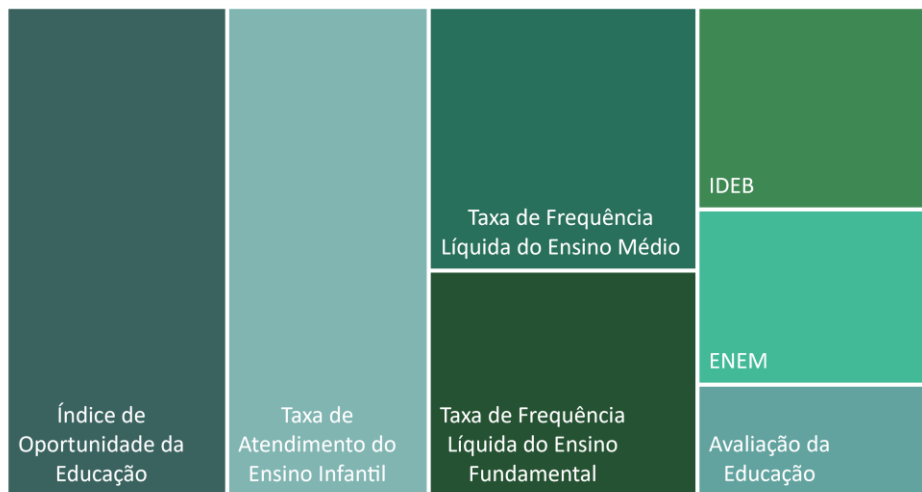 Índice de
Oportunidade da
Educação
Taxa de
Atendimento do
Ensino Infantil
Taxa de Frequência
Líquida do Ensino Médio
Taxa de Frequência
Líquida do Ensino
Fundamental
IDEB
ENEM
Avaliação da
Educação